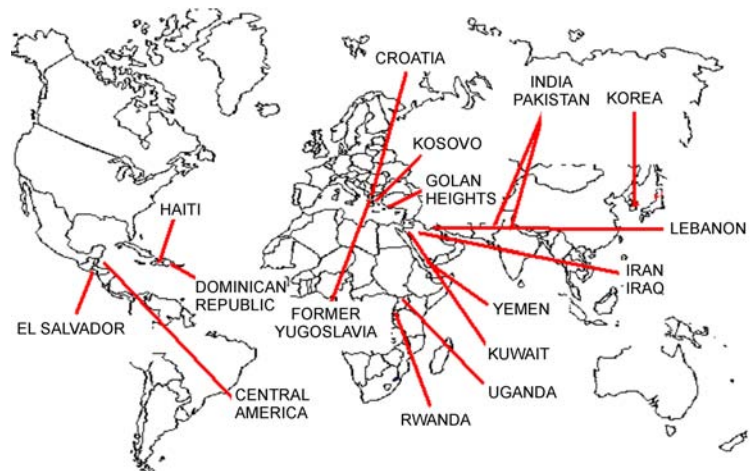 CROATIA
INDIA
PAKISTAN
KOREA
KOSOVO
GOLAN
HEIGHTS
HAITI
LEBANON
DOMINICAN
REPUBLIC
IRAN
IRAQ
FORMER
YUGOSLAVIA
YEMEN
EL SALVADOR
KUWAIT
UGANDA
CENTRAL
AMERICA
RWANDA